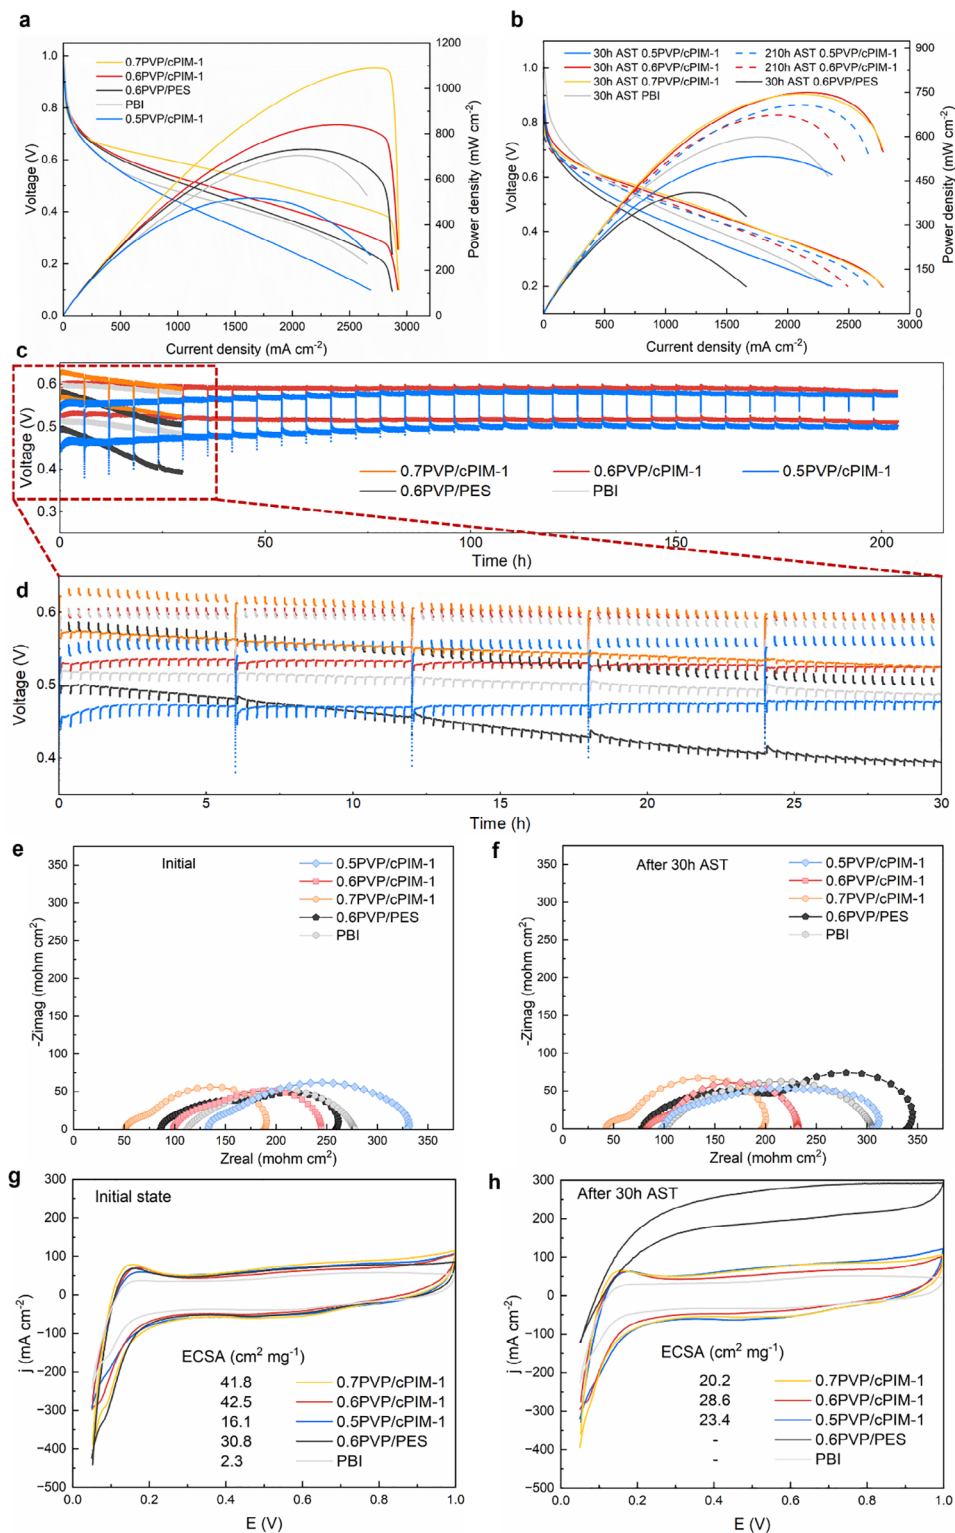 a
1.0
0.8
0.6
0.4
0.2
0.0
Voltage (V)
0.7PVP/cPIM-1
0.6PVP/cPIM-1
0.6PVP/PES
PBI
0.5PVP/cPIM-1
1200
1000
800
600
400
200
0
Power density (mW cm-2)
0 500 1000 1500 2000 2500 3000
Current density (mA cm-2)
b
1.0
0.8
0.6
0.4
0.2
Voltage (V)
30h AST 0.5PVP/cPIM-1 210h AST 0.5PVP/cPIM-1
30h AST 0.6PVP/cPIM-1 210h AST 0.6PVP/cPIM-1
30h AST 0.7PVP/cPIM-1 30h AST 0.6PVP/PES
30h AST PBI
900
750
600
450
300
150
0
Power density (mW cm-2)
0 500 1000 1500 2000 2500 3000
Current density (mA cm-2)
c
0.6
0.5
0.4
0.3
Voltage (V)
0.7PVP/cPIM-1 0.6PVP/cPIM-1 0.5PVP/cPIM-1
0.6PVP/PES PBI
0 50 100 150 200
Time (h)
d
0.6
0.5
0.4
Voltage (V)
0 5 10 15 20 25 30
Time (h)
e
Initial
350
300
250
200
150
100
50
0
-Zimag (mohm cm2)
0.5PVP/cPIM-1
0.6PVP/cPIM-1
0.7PVP/cPIM-1
0.6PVP/PES
PBI
0 50 100 150 200 250 300 350
Zreal (mohm cm2)
f
After 30h AST
350
300
250
200
150
100
50
0
-Zimag (mohm cm2)
0.5PVP/cPIM-1
0.6PVP/cPIM-1
0.7PVP/cPIM-1
0.6PVP/PES
PBI
0 50 100 150 200 250 300 350
Zreal (mohm cm2)
g
Initial state
300
200
100
0
−100
−200
−300
−400
−500
j (mA cm-2)
ECSA (cm2 mg-1)
41.8 0.7PVP/cPIM-1
42.5 0.6PVP/cPIM-1
16.1 0.5PVP/cPIM-1
30.8 0.6PVP/PES
2.3 PBI
0.0 0.2 0.4 0.6 0.8 1.0
E (V)
h
After 30h AST
300
200
100
0
−100
−200
−300
−400
−500
j (mA cm-2)
ECSA (cm2 mg-1)
20.2 0.7PVP/cPIM-1
28.6 0.6PVP/cPIM-1
23.4 0.5PVP/cPIM-1
- 0.6PVP/PES
- PBI
0.0 0.2 0.4 0.6 0.8 1.0
E (V)